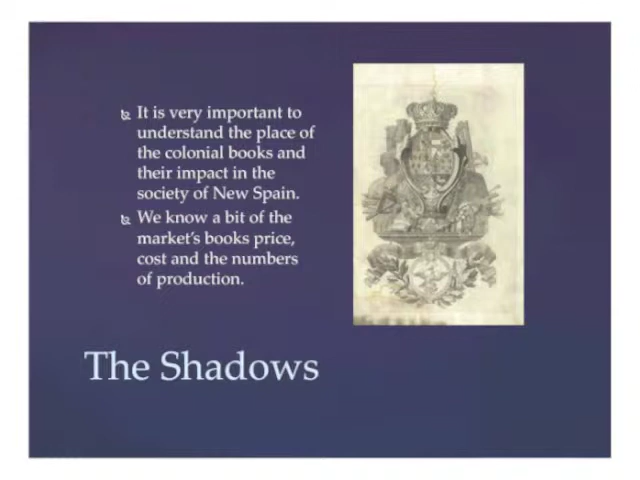 It is very important to
understand the place of
the colonial books and
their impact in the
society of New Spain.
We know a bit of the
market's books price,
cost and the numbers
of production.
The Shadows